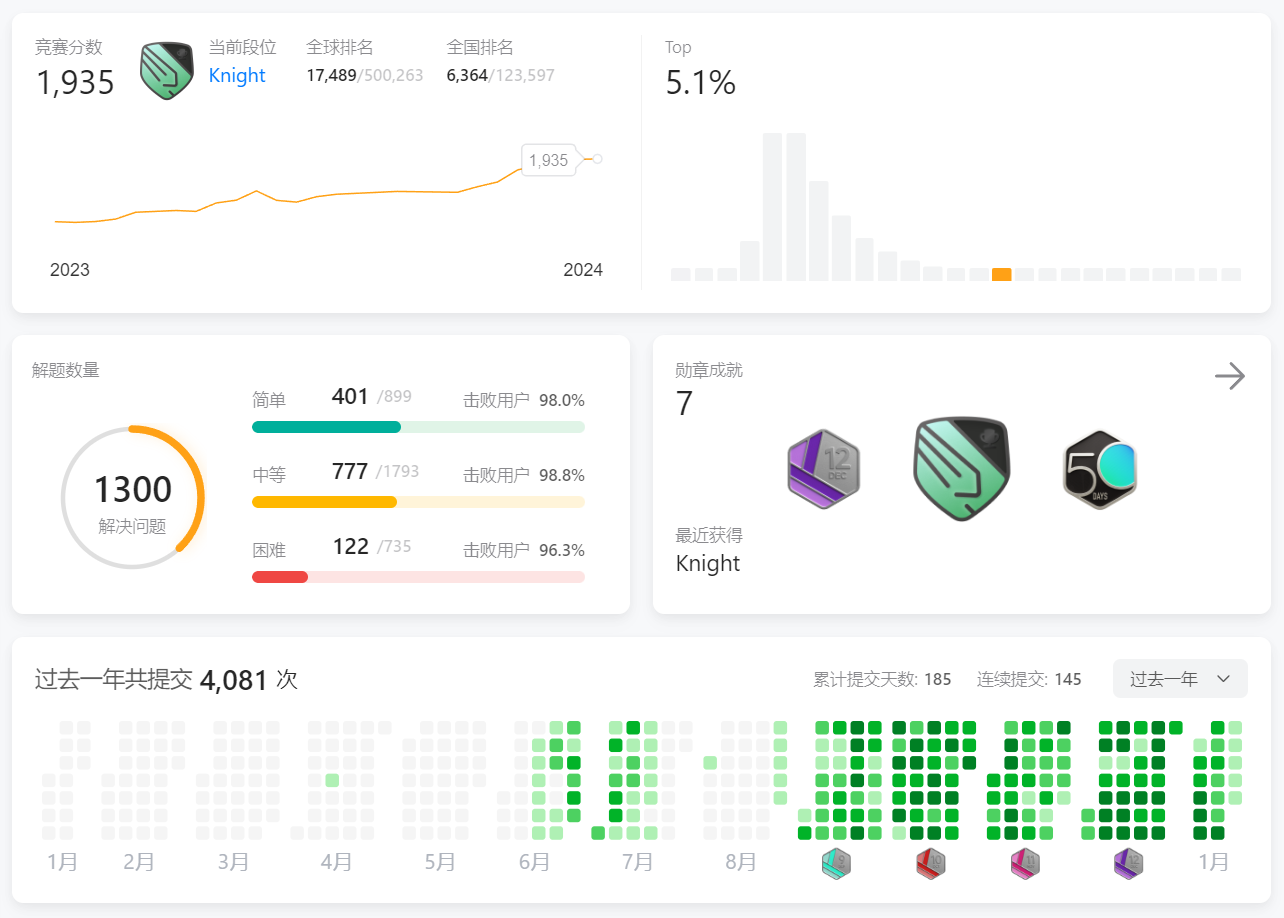 竞赛分数
1,935
当前段位
Knight
全球排名
17,489/500,263
全国排名
6,364/123,597
1,935
2023
2024
Top
5.1%
解题数量
1300
解决问题
简单 401 /899 击败用户 98.0%
中等 777 /1793 击败用户 98.8%
困难 122 /735 击败用户 96.3%
勋章成就
7
12
DEC
50
DAYS
最近获得
Knight
过去一年共提交 4,081 次
累计提交天数: 185 连续提交: 145 过去一年
1月 2月 3月 4月 5月 6月 7月 8月 9 10 11 12 1月